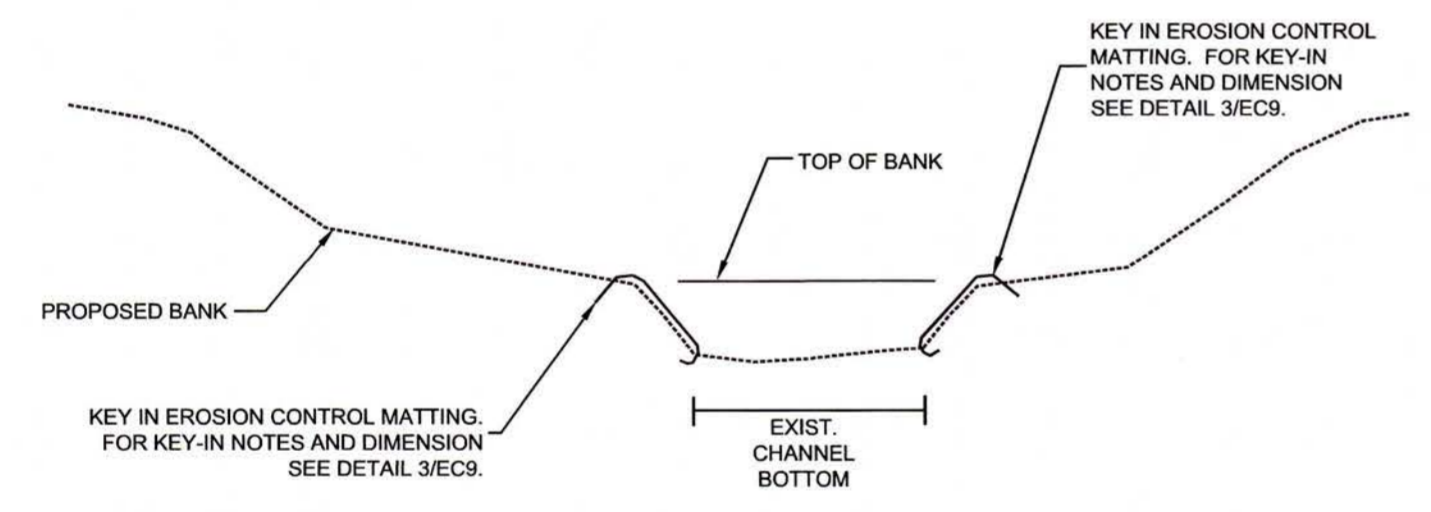 KEY IN EROSION CONTROL
MATTING. FOR KEY-IN
NOTES AND DIMENSION
SEE DETAIL 3/EC9.
TOP OF BANK
PROPOSED BANK
KEY IN EROSION CONTROL MATTING.
FOR KEY-IN NOTES AND DIMENSION
SEE DETAIL 3/EC9.
EXIST.
CHANNEL
BOTTOM